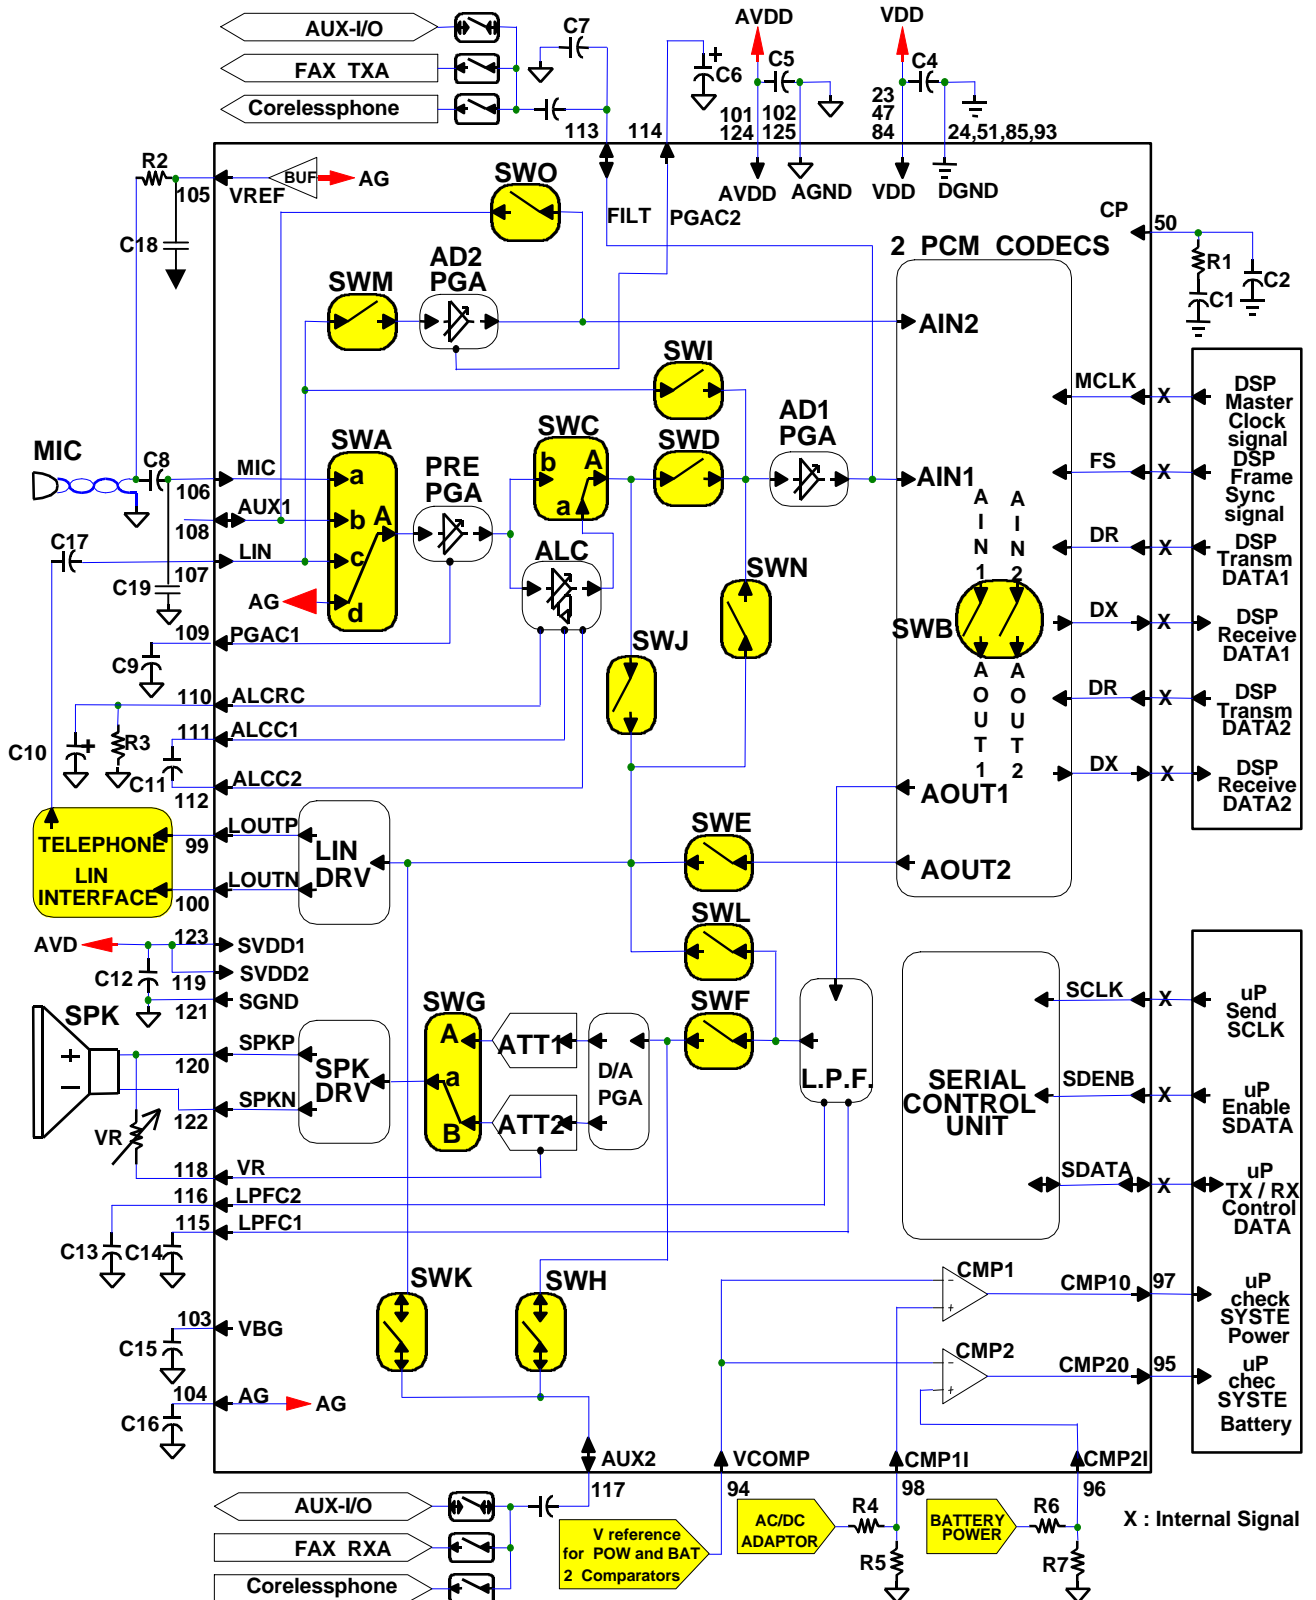 AUX-I/O
FAX TXA
Corelessphone
C7
C6
AVDD
C5
VDD
C4
113
114
101 102
124 125
23
47
84
24,51,85,93
R2
105
VREF
BUF
AG
C18
SWO
FILT
PGAC2
AVDD
AGND
VDD
DGND
CP
50
R1
C1
C2
2 PCM CODECS
SWM
AD2
PGA
AIN2
SWI
MCLK
X
DSP
Master
Clock
signal
MIC
C8
106
MIC
SWA
a
b
c
d
A
PRE
PGA
SWC
b
A
a
SWD
AD1
PGA
AIN1
FS
X
DSP
Frame
Sync
signal
108
AUX1
C17
107
LIN
C19
AG
ALC
SWN
AIN1
AIN2
SWB
AOUT1
AOUT2
DR
X
DSP
Transm
DATA1
DX
X
DSP
Receive
DATA1
109
PGAC1
C9
SWJ
110
ALCRC
C10
R3
111
ALCC1
C11
ALCC2
112
DR
X
DSP
Transm
DATA2
DX
X
DSP
Receive
DATA2
TELEPHONE
LIN
INTERFACE
LOUTP
99
LOUTN
100
LIN
DRV
SWE
AOUT1
AOUT2
AVD
123
SVDD1
C12
119
SVDD2
121
SGND
SWL
SPK
SPKP
120
SPKN
122
VR
SPK
DRV
SWG
A
a
B
ATT1
ATT2
D/A
PGA
SWF
L.P.F.
SERIAL
CONTROL
UNIT
SCLK
X
uP
Send
SCLK
SDENB
X
uP
Enable
SDATA
SDATA
X
uP
TX / RX
Control
DATA
118
VR
116
LPFC2
115
LPFC1
C13
C14
SWK
SWH
CMP1
CMP10
97
uP
check
SYSTE
Power
103
VBG
C15
CMP2
CMP20
95
uP
chec
SYSTE
Battery
104
AG
AG
C16
AUX2
117
VCOMP
94
CMP1I
98
CMP2I
96
AUX-I/O
FAX RXA
Corelessphone
V reference
for POW and BAT
2 Comparators
AC/DC
ADAPTOR
R4
R5
BATTERY
POWER
R6
R7
X : Internal Signal